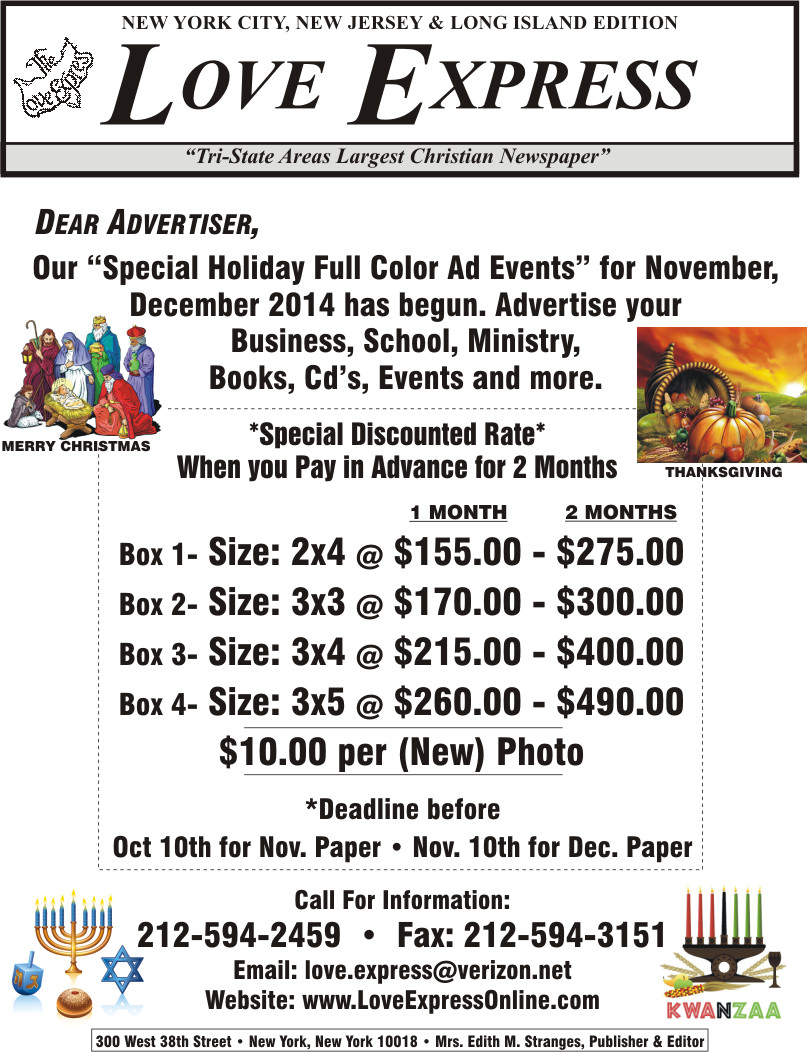 NEW YORK CITY, NEW JERSEY & LONG ISLAND EDITION
The
Love Express
LOVE EXPRESS
“Tri-State Areas Largest Christian Newspaper”
DEAR ADVERTISER,
Our “Special Holiday Full Color Ad Events” for November,
December 2014 has begun. Advertise your
Business, School, Ministry,
Books, Cd’s, Events and more.
MERRY CHRISTMAS
THANKSGIVING
*Special Discounted Rate*
When you Pay in Advance for 2 Months
1 MONTH 2 MONTHS
Box 1- Size: 2x4 @ $155.00 - $275.00
Box 2- Size: 3x3 @ $170.00 - $300.00
Box 3- Size: 3x4 @ $215.00 - $400.00
Box 4- Size: 3x5 @ $260.00 - $490.00
$10.00 per (New) Photo
*Deadline before
Oct 10th for Nov. Paper • Nov. 10th for Dec. Paper
Call For Information:
212-594-2459 • Fax: 212-594-3151
Email: love.express@verizon.net
Website: www.LoveExpressOnline.com
KWANZAA
300 West 38th Street • New York, New York 10018 • Mrs. Edith M. Stranges, Publisher & Editor